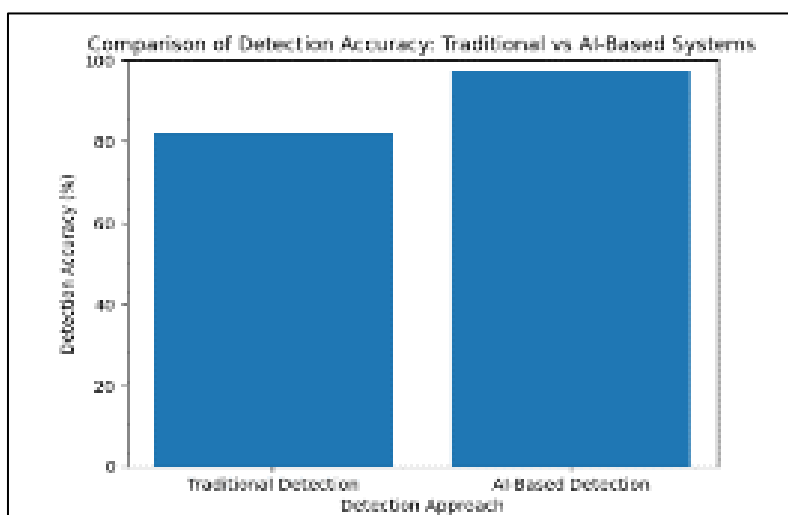 Comparison of Detection Accuracy: Traditional vs AI-Based Systems
100
80
60
40
20
0
Detection Accuracy (%)
Traditional Detection AI-Based Detection
Detection Approach